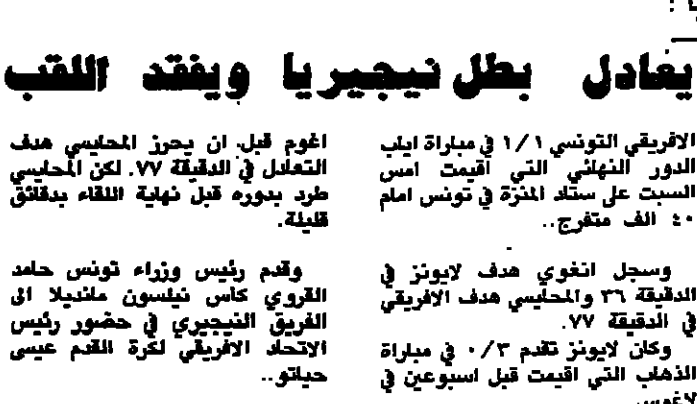 يعادل بطل نيجيريا ويفقد اللقب
الافريقي التونسي ١/١ في مباراة اياب
الدور النهائي التي اقيمت امس
السبت على ستاد المنزة في تونس امام
٤٠ الف متفرج..
وسجل انغوي هدف لايونز في
الدقيقة ٣٦ والمحايسي هدف الافريقي
في الدقيقة ٧٧.
وكان لايونز تقدم ٠/٣ في مباراة
الذهاب التي اقيمت قبل اسبوعين في
لاغوس
اغوم قبل ان يحرز المحايسي هدف
التعادل في الدقيقة ٧٧. لكن المحايسي
طرد بدوره قبل نهاية اللقاء بدقائق
قليلة.
وقدم رئيس وزراء تونس حامد
القروي كاس نيلسون مانديلا الى
الفريق النيجيري في حضور رئيس
الاتحاد الافريقي لكرة القدم عيسى
حياتو..